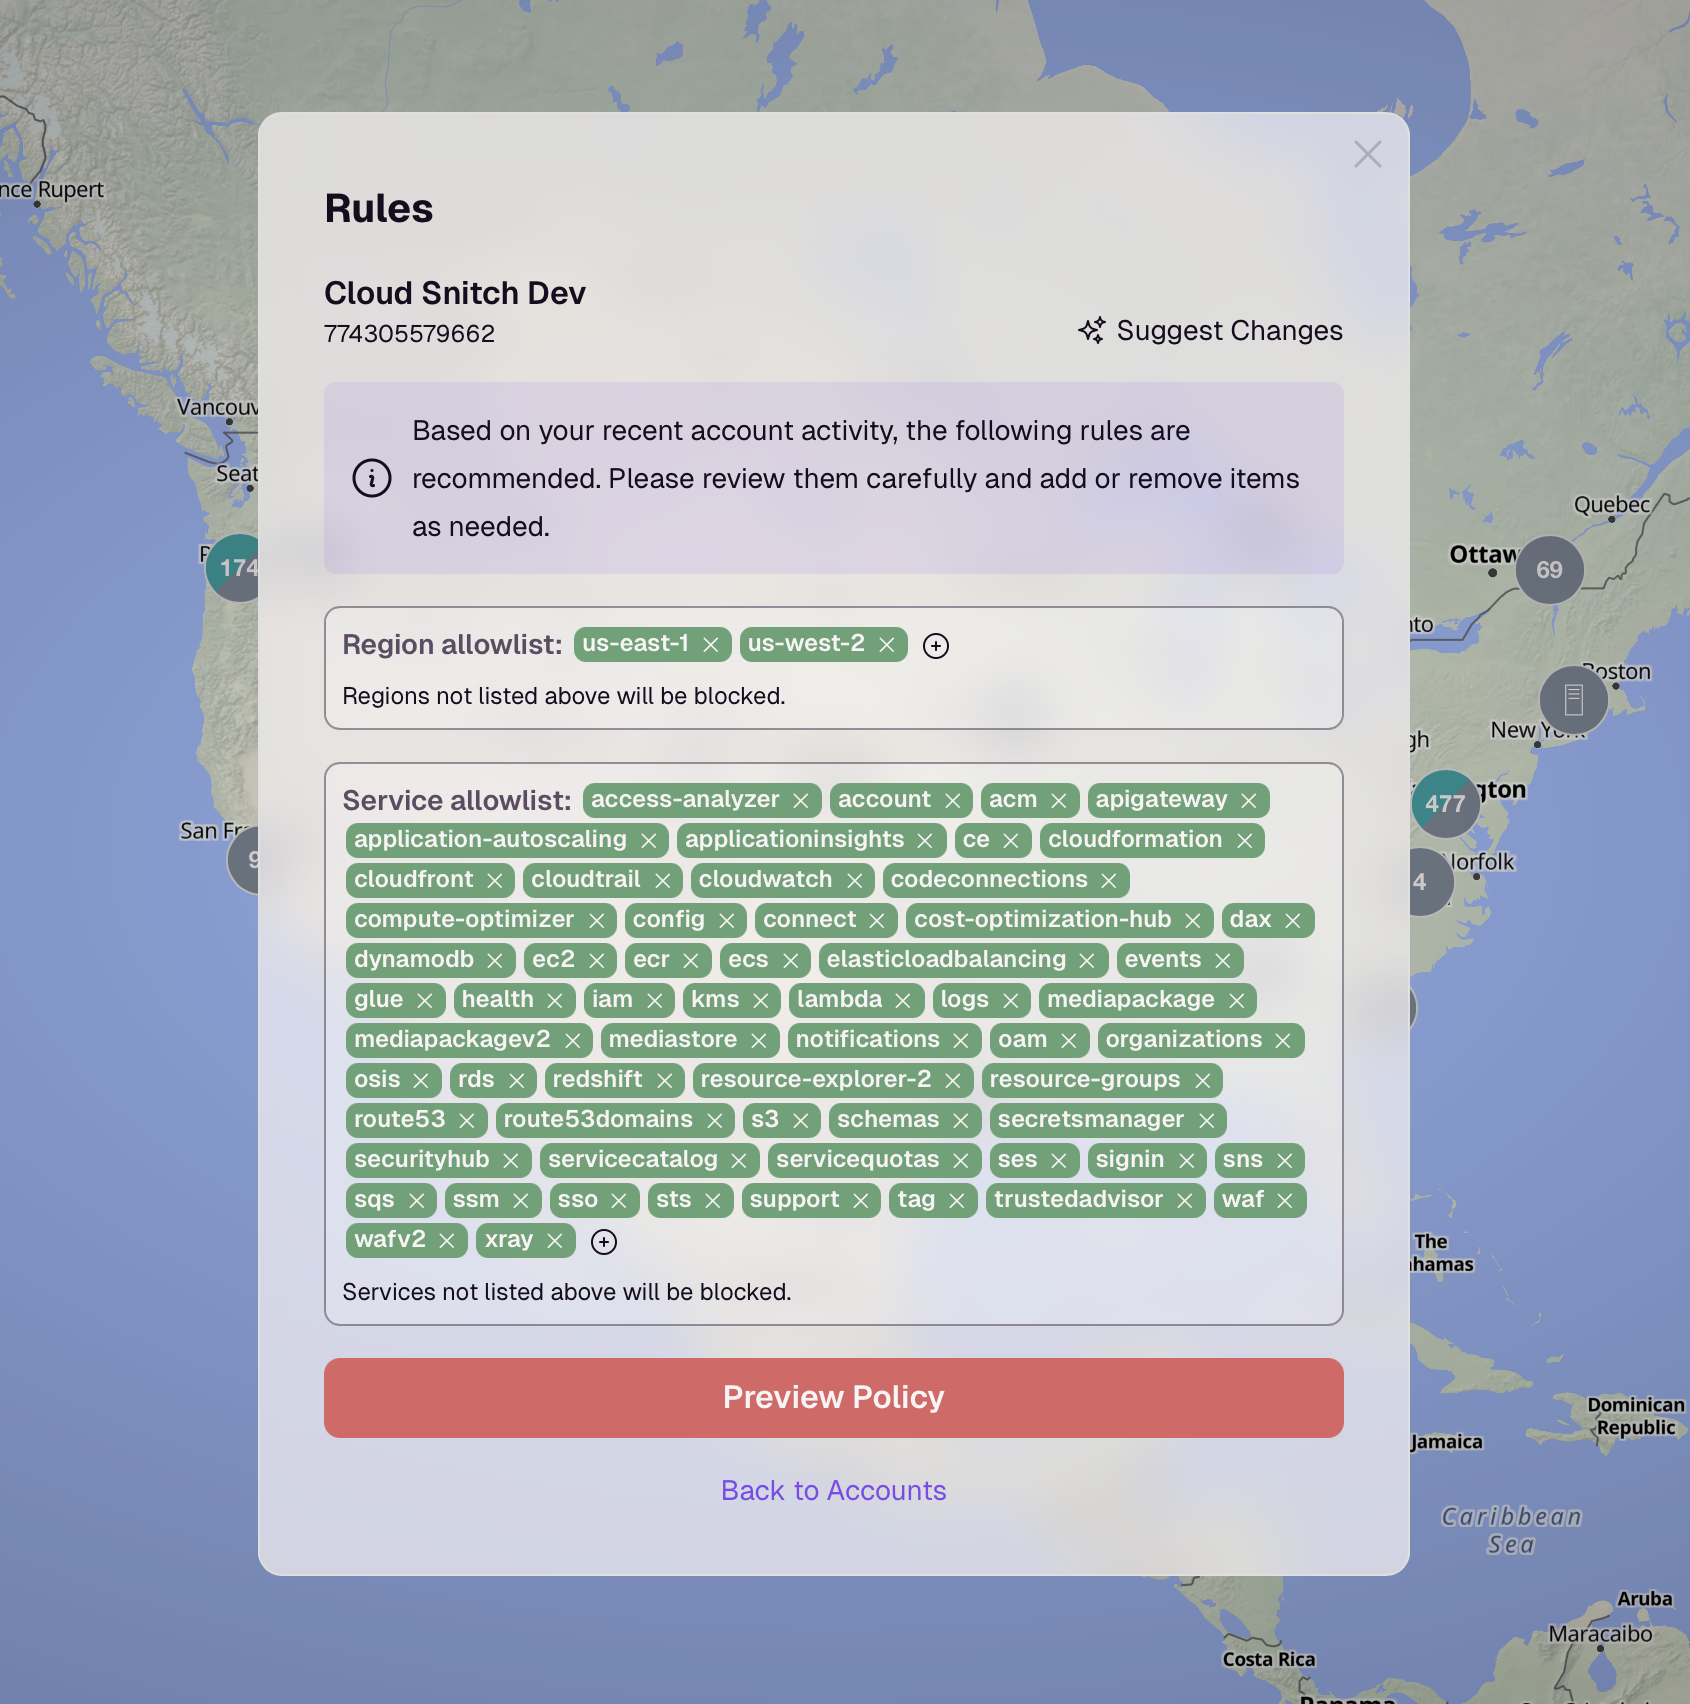 Rules
Cloud Snitch Dev
774305579662
Suggest Changes
Based on your recent account activity, the following rules are
recommended. Please review them carefully and add or remove items
as needed.
Region allowlist: us-east-1 us-west-2
Regions not listed above will be blocked.
Service allowlist: access-analyzer account acm apigateway
application-autoscaling applicationinsights ce cloudformation
cloudfront cloudtrail cloudwatch codeconnections
compute-optimizer config connect cost-optimization-hub dax
dynamodb ec2 ecr ecs elasticloadbalancing events
glue health iam kms lambda logs mediapackage
mediapackagev2 mediastore notifications oam organizations
osis rds redshift resource-explorer-2 resource-groups
route53 route53domains s3 schemas secretsmanager
securityhub servicecatalog servicequotas ses signin sns
sqs ssm sso sts support tag trustedadvisor waf
wafv2 xray
Services not listed above will be blocked.
Preview Policy
Back to Accounts
nce Rupert
Vancouv
Seat
174
San Fr
9
Quebec
Ottaw
69
nto
Boston
New York
gh
477
gton
Norfolk
4
The
hamas
Dominican
Republic
Jamaica
Caribbean
Sea
Aruba
Maracaibo
Costa Rica
Panama